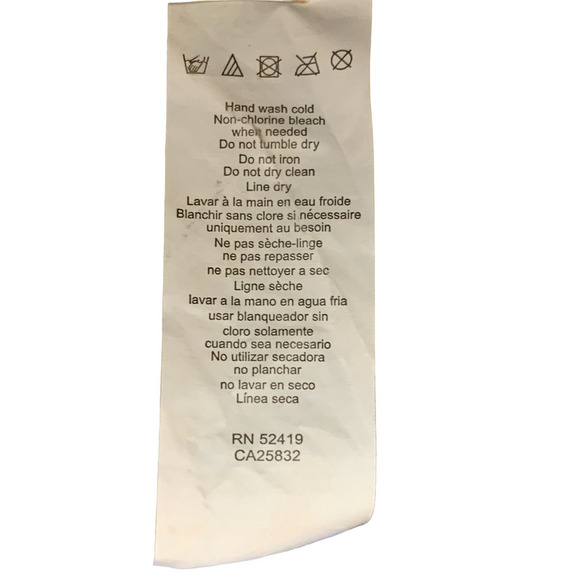 Hand wash cold
Non-chlorine bleach
when needed
Do not tumble dry
Do not iron
Do not dry clean
Line dry
Lavar à la main en eau froide
Blanchir sans clore si nécessaire
uniquement au besoin
Ne pas sèche-linge
ne pas repasser
ne pas nettoyer a sec
Ligne sèche
lavar a la mano en agua fria
usar blanqueador sin
cloro solamente
cuando sea necesario
No utilizar secadora
no planchar
no lavar en seco
Línea seca
RN 52419
CA25832